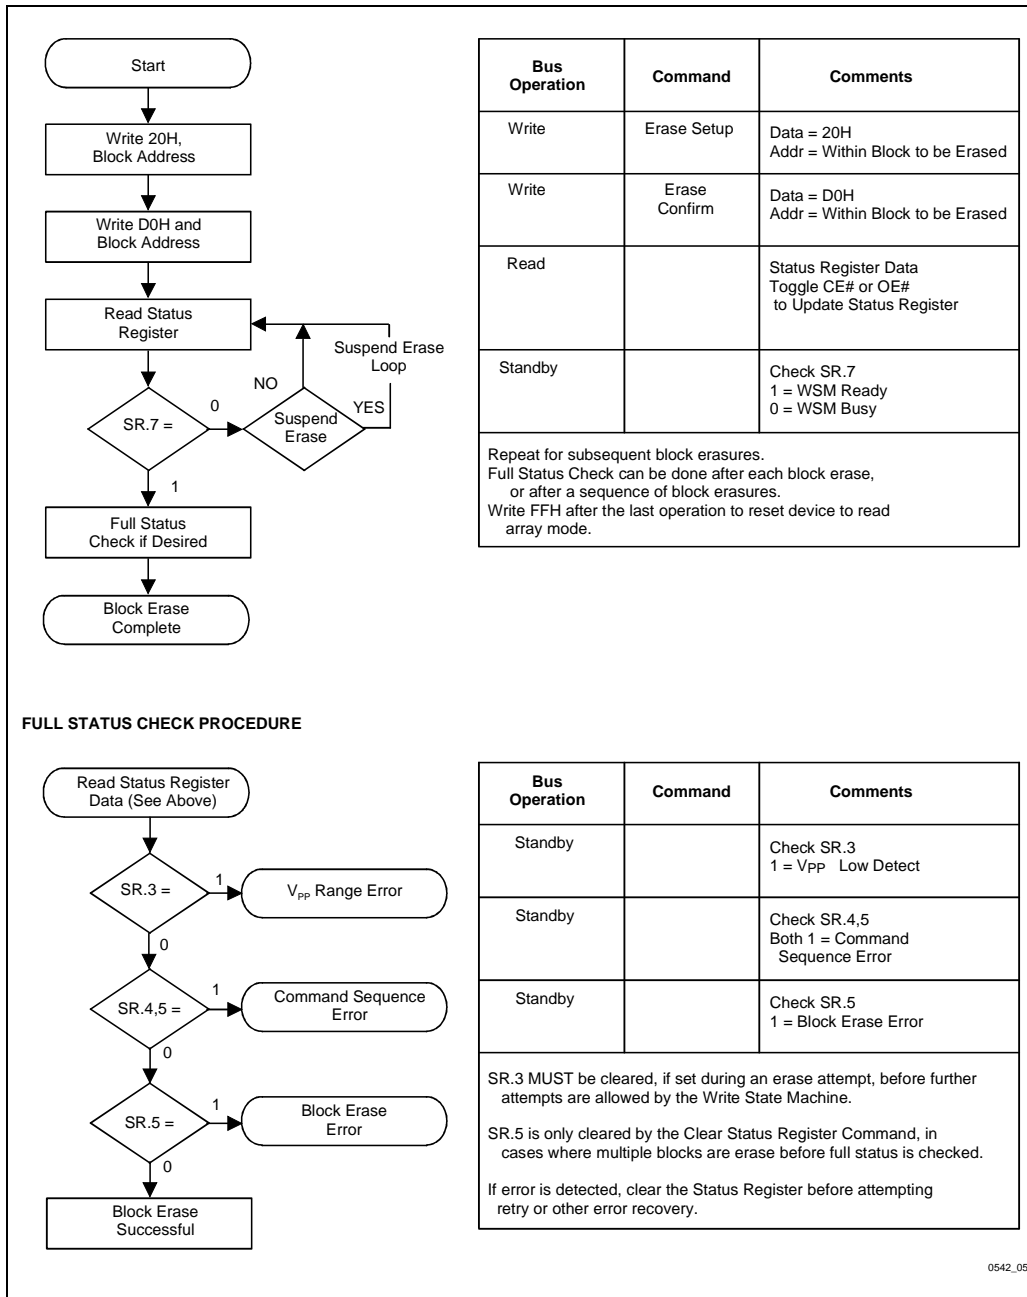 Start
Write 20H,
Block Address
Write D0H and
Block Address
Read Status
Register
Suspend Erase
Loop
NO
YES
0
SR.7 =
Suspend
Erase
1
Full Status
Check if Desired
Block Erase
Complete
Bus
Operation
Command
Comments
Write
Erase Setup
Data = 20H
Addr = Within Block to be Erased
Write
Erase
Confirm
Data = D0H
Addr = Within Block to be Erased
Read
Status Register Data
Toggle CE# or OE#
to Update Status Register
Standby
Check SR.7
1 = WSM Ready
0 = WSM Busy
Repeat for subsequent block erasures.
Full Status Check can be done after each block erase,
or after a sequence of block erasures.
Write FFH after the last operation to reset device to read
array mode.
FULL STATUS CHECK PROCEDURE
Read Status Register
Data (See Above)
SR.3 =
1
VPP Range Error
0
SR.4,5 =
1
Command Sequence
Error
0
SR.5 =
1
Block Erase
Error
0
Block Erase
Successful
Bus
Operation
Command
Comments
Standby
Check SR.3
1 = VPP Low Detect
Standby
Check SR.4,5
Both 1 = Command
Sequence Error
Standby
Check SR.5
1 = Block Erase Error
SR.3 MUST be cleared, if set during an erase attempt, before further
attempts are allowed by the Write State Machine.
SR.5 is only cleared by the Clear Status Register Command, in
cases where multiple blocks are erase before full status is checked.
If error is detected, clear the Status Register before attempting
retry or other error recovery.
0542_05